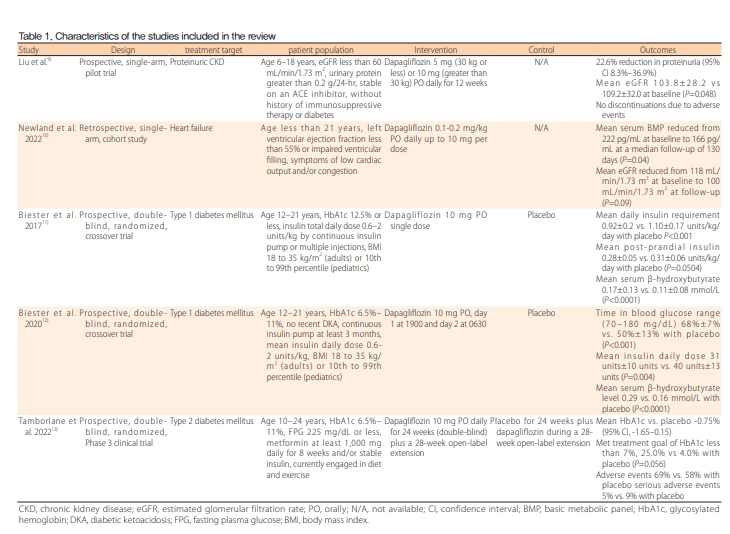 Table 1. Characteristics of the studies included in the review
Study Design treatment target patient population Intervention Control Outcomes
Liu et al.9) Prospective, single-arm, pilot trial
Proteinuric CKD
Age 6–18 years, eGFR less than 60
mL/min/1.73 m2, urinary protein
greater than 0.2 g/24-hr, stable
on an ACE inhibitor, without
history of immunosuppressive
therapy or diabetes
Dapagliflozin 5 mg (30 kg or
less) or 10 mg (greater than
30 kg) PO daily for 12 weeks
N/A
22.6% reduction in proteinuria (95%
CI 8.3%–36.9%)
Mean eGFR 103.8±28.2 vs
109.2±32.0 at baseline (P=0.048)
No discontinuations due to adverse
events
Newland et al.
202210)
Retrospective, single-
arm, cohort study
Heart failure
Age less than 21 years, left
ventricular ejection fraction less
than 55% or impaired ventricular
filling, symptoms of low cardiac
output and/or congestion
Dapagliflozin 0.1-0.2 mg/kg
PO daily up to 10 mg per
dose
N/A
Mean serum BMP reduced from
222 pg/mL at baseline to 166 pg/
mL at a median follow-up of 130
days (P=0.04)
Mean eGFR reduced from 118 mL/
min/1.73 m2 at baseline to 100
mL/min/1.73 m2 at follow-up
(P=0.09)
Biester et al.
201711)
Prospective, double-
blind, randomized,
crossover trial
Type 1 diabetes mellitus
Age 12–21 years, HbA1c 12.5% or
less, insulin total daily dose 0.6–2
units/kg by continuous insulin
pump or multiple injections, BMI
18 to 35 kg/m2 (adults) or 10th
to 99th percentile (pediatrics)
Dapagliflozin 10 mg PO
single dose
Placebo
Mean daily insulin requirement
0.92±0.2 vs. 1.10±0.17 units/kg/
day with placebo P<0.001
Mean post-prandial insulin
0.28±0.05 vs. 0.31±0.06 units/kg/
day with placebo (P=0.0504)
Mean serum β-hydroxybutyrate
0.17±0.13 vs. 0.11±0.08 mmol/L
(P<0.0001)
Biester et al.
202012)
Prospective, double-
blind, randomized,
crossover trial
Type 1 diabetes mellitus
Age 12–21 years, HbA1c 6.5%–
11%, no recent DKA, continuous
insulin pump at least 3 months,
mean insulin daily dose 0.6-
2 units/kg, BMI 18 to 35 kg/
m2 (adults) or 10th to 99th
percentile (pediatrics)
Dapagliflozin 10 mg PO, day
1 at 1900 and day 2 at 0630
Placebo
Time in blood glucose range
(70–180 mg/dL) 68%±7%
vs. 50%±13% with placebo
(P<0.001)
Mean insulin daily dose 31
units±10 units vs. 40 units±13
units (P=0.004)
Mean serum β-hydroxybutyrate
level 0.29 vs. 0.16 mmol/L with
placebo (P<0.0001)
Tamborlane et
al. 202213)
Prospective, double-
blind, randomized,
Phase 3 clinical trial
Type 2 diabetes mellitus
Age 10–24 years, HbA1c 6.5%–
11%, FPG 225 mg/dL or less,
metformin at least 1,000 mg
daily for 8 weeks and/or stable
insulin, currently engaged in diet
and exercise
Dapagliflozin 10 mg PO daily
for 24 weeks (double-blind)
plus a 28-week open-label
extension
Placebo for 24 weeks plus
dapagliflozin during a 28-
week open-label extension
Mean HbA1c vs. placebo -0.75%
(95% CI, -1.65–0.15)
Met treatment goal of HbA1c less
than 7%, 25.0% vs 4.0% with
placebo (P=0.056)
Adverse events 69% vs. 58% with
placebo serious adverse events
5% vs. 9% with placebo
CKD, chronic kidney disease; eGFR, estimated glomerular filtration rate; PO, orally; N/A, not available; CI, confidence interval; BMP, basic metabolic panel; HbA1c, glycosylated
hemoglobin; DKA, diabetic ketoacidosis; FPG, fasting plasma glucose; BMI, body mass index.